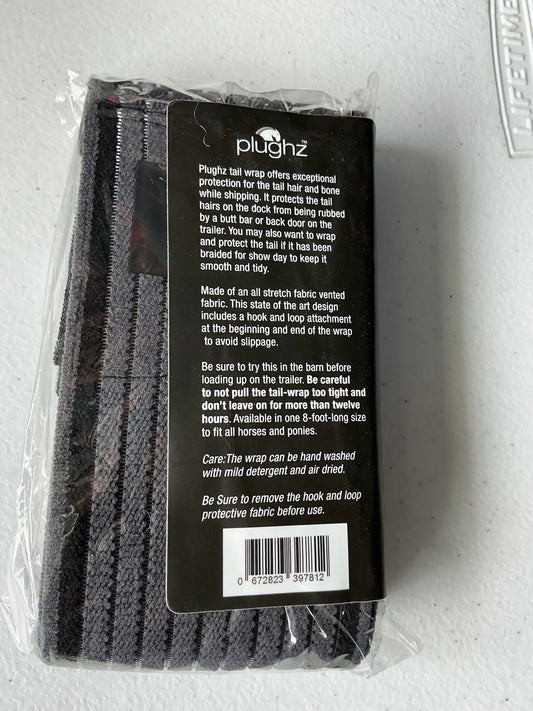 LIFETIME
plughz™
Plughz tail wrap offers exceptional
protection for the tail hair and bone
while shipping. It protects the tail
hairs on the dock from being rubbed
by a butt bar or back door on the
trailer. You may also want to wrap
and protect the tail if it has been
braided for show day to keep it
smooth and tidy.
Made of an all stretch fabric vented
fabric. This state of the art design
includes a hook and loop attachment
at the beginning and end of the wrap
to avoid slippage.
Be sure to try this in the barn before
loading up on the trailer. Be careful
to not pull the tail-wrap too tight and
don't leave on for more than twelve
hours. Available in one 8-foot-long size
to fit all horses and ponies.
Care:The wrap can be hand washed
with mild detergent and air dried.
Be Sure to remove the hook and loop
protective fabric before use.
0 672823 397812